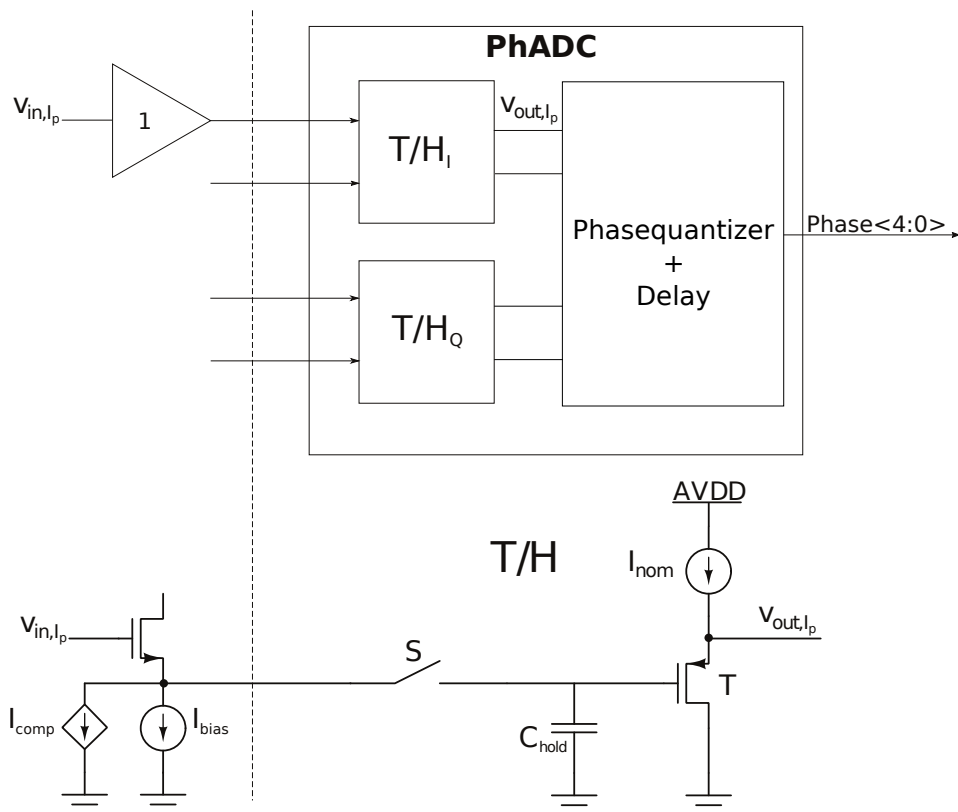 PhADC
v_in,I_p
1
T/H_I
v_out,I_p
Phasequantizer
+
Delay
Phase<4:0>
T/H_Q
AVDD
T/H
I_nom
v_in,I_p
v_out,I_p
S
T
I_comp
I_bias
C_hold